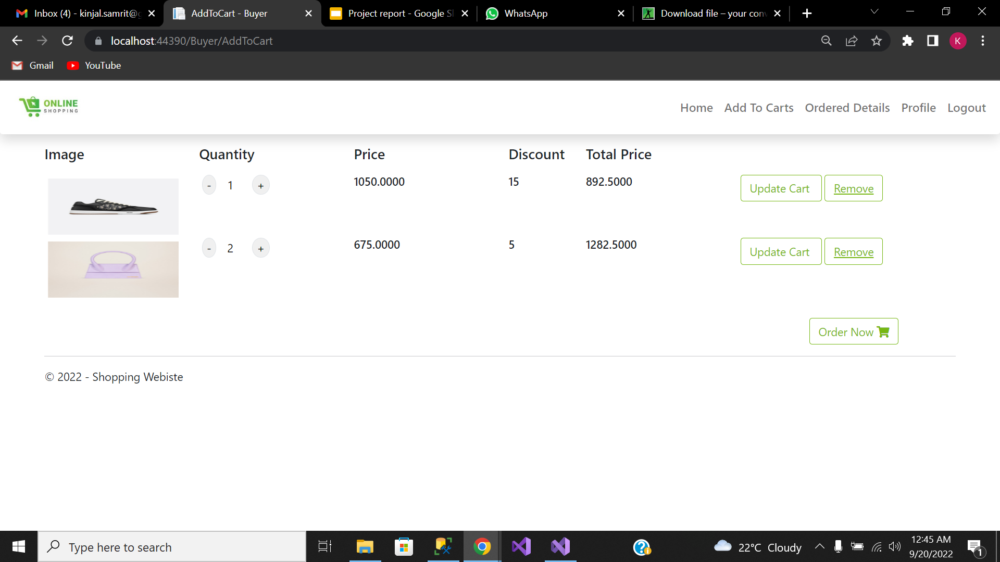 Inbox (4) - kinjal.samrit@g
AddToCart - Buyer
Project report - Google Sl
WhatsApp
Download file – your conv
localhost:44390/Buyer/AddToCart
K
Gmail
YouTube
ONLINE
SHOPPING
Home Add To Carts Ordered Details Profile Logout
Image Quantity Price Discount Total Price
- 1 + 1050.0000 15 892.5000 Update Cart Remove
- 2 + 675.0000 5 1282.5000 Update Cart Remove
Order Now
© 2022 - Shopping Webiste
Type here to search
22°C Cloudy
12:45 AM
9/20/2022
1